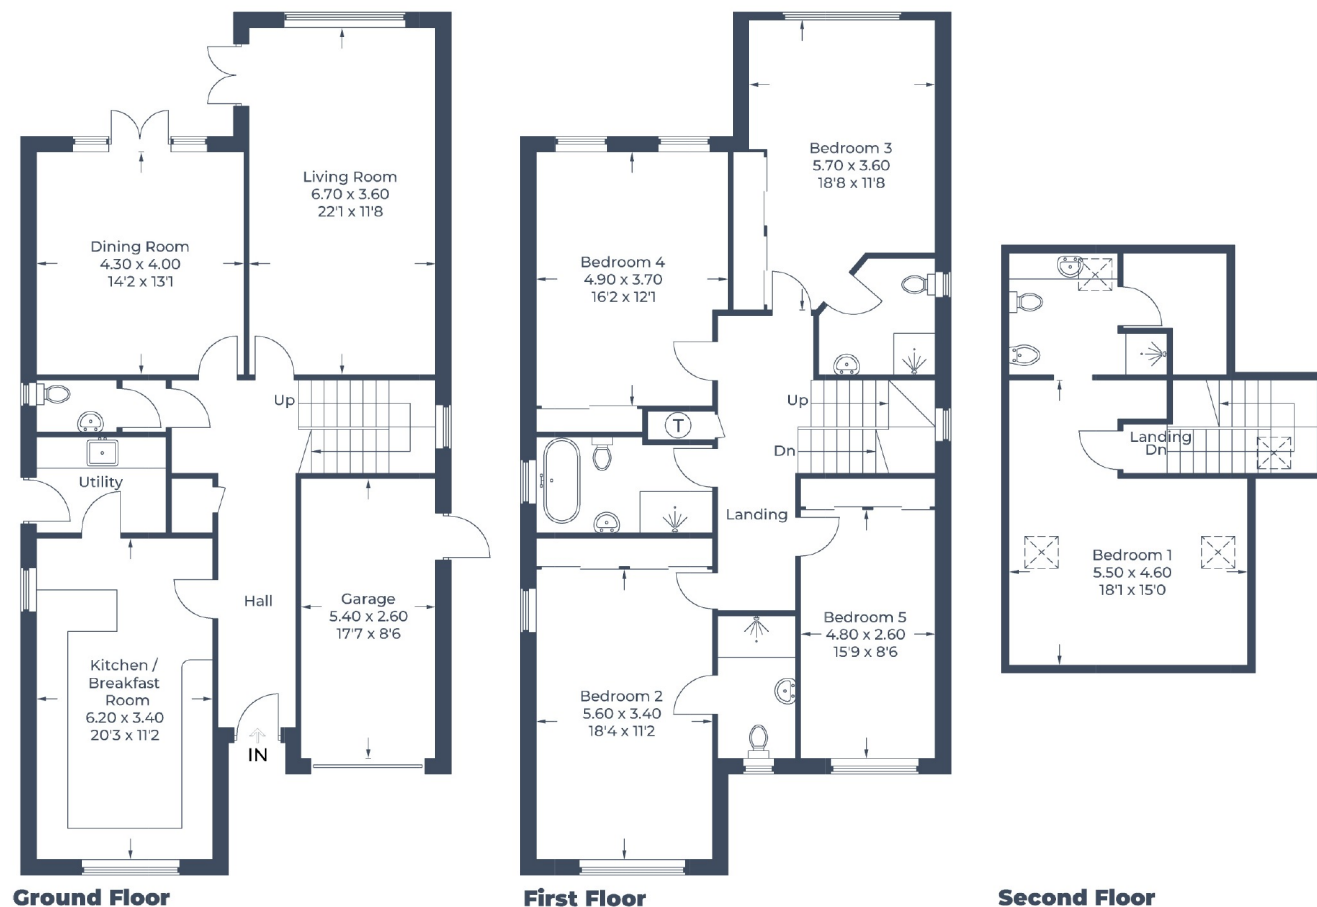 Living Room
6.70 x 3.60
22'1 x 11'8
Dining Room
4.30 x 4.00
14'2 x 13'1
Up
Utility
Hall
Garage
5.40 x 2.60
17'7 x 8'6
Kitchen /
Breakfast
Room
6.20 x 3.40
20'3 x 11'2
IN
Ground Floor
Bedroom 3
5.70 x 3.60
18'8 x 11'8
Bedroom 4
4.90 x 3.70
16'2 x 12'1
T
Up
Dn
Landing
Bedroom 5
4.80 x 2.60
15'9 x 8'6
Bedroom 2
5.60 x 3.40
18'4 x 11'2
First Floor
Landing
Dn
Bedroom 1
5.50 x 4.60
18'1 x 15'0
Second Floor